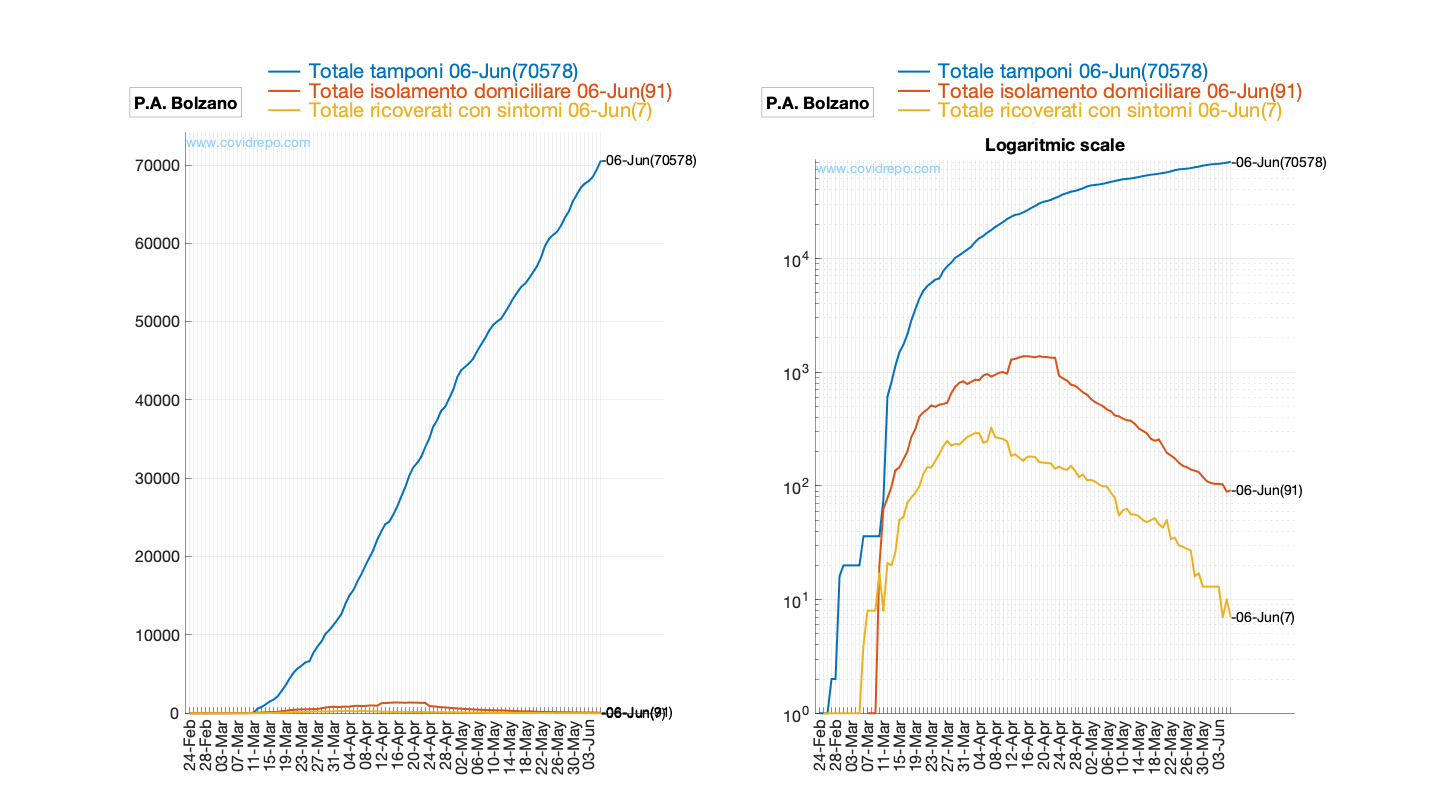 Totale tamponi 06-Jun(70578)
Totale isolamento domiciliare 06-Jun(91)
Totale ricoverati con sintomi 06-Jun(7)
P.A. Bolzano
www.covidrepo.com
-06-Jun(70578)
70000
60000
50000
40000
30000
20000
10000
0
-06-Jun(91)
-06-Jun(7)
24-Feb
28-Feb
03-Mar
07-Mar
11-Mar
15-Mar
19-Mar
23-Mar
27-Mar
31-Mar
04-Apr
08-Apr
12-Apr
16-Apr
20-Apr
24-Apr
28-Apr
02-May
06-May
10-May
14-May
18-May
22-May
26-May
30-May
03-Jun
Totale tamponi 06-Jun(70578)
Totale isolamento domiciliare 06-Jun(91)
Totale ricoverati con sintomi 06-Jun(7)
P.A. Bolzano
Logaritmic scale
www.covidrepo.com
-06-Jun(70578)
10^4
10^3
10^2
-06-Jun(91)
10^1
-06-Jun(7)
10^0
24-Feb
28-Feb
03-Mar
07-Mar
11-Mar
15-Mar
19-Mar
23-Mar
27-Mar
31-Mar
04-Apr
08-Apr
12-Apr
16-Apr
20-Apr
24-Apr
28-Apr
02-May
06-May
10-May
14-May
18-May
22-May
26-May
30-May
03-Jun